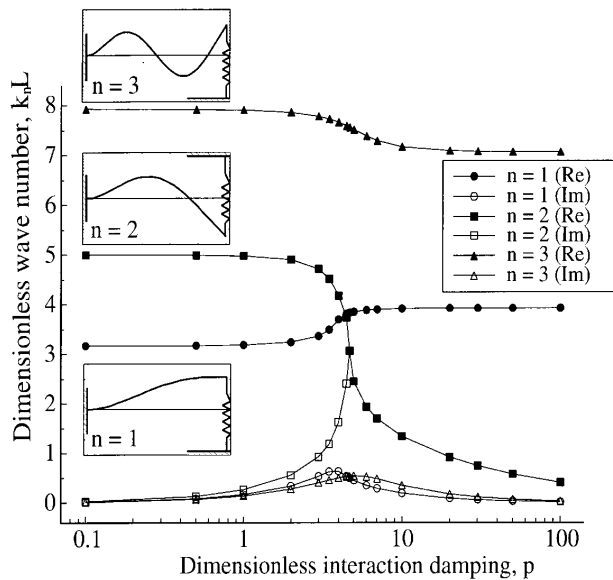 n = 3
n = 2
n = 1
Dimensionless wave number, kₙL
8
7
6
5
4
3
2
1
0
n = 1 (Re)
n = 1 (Im)
n = 2 (Re)
n = 2 (Im)
n = 3 (Re)
n = 3 (Im)
0.1
1
10
100
Dimensionless interaction damping, p